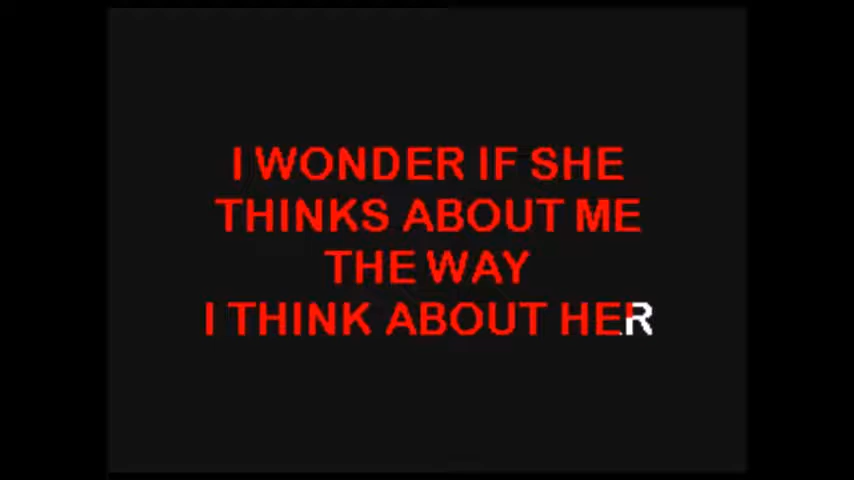 I WONDER IF SHE
THINKS ABOUT ME
THE WAY
I THINK ABOUT HER